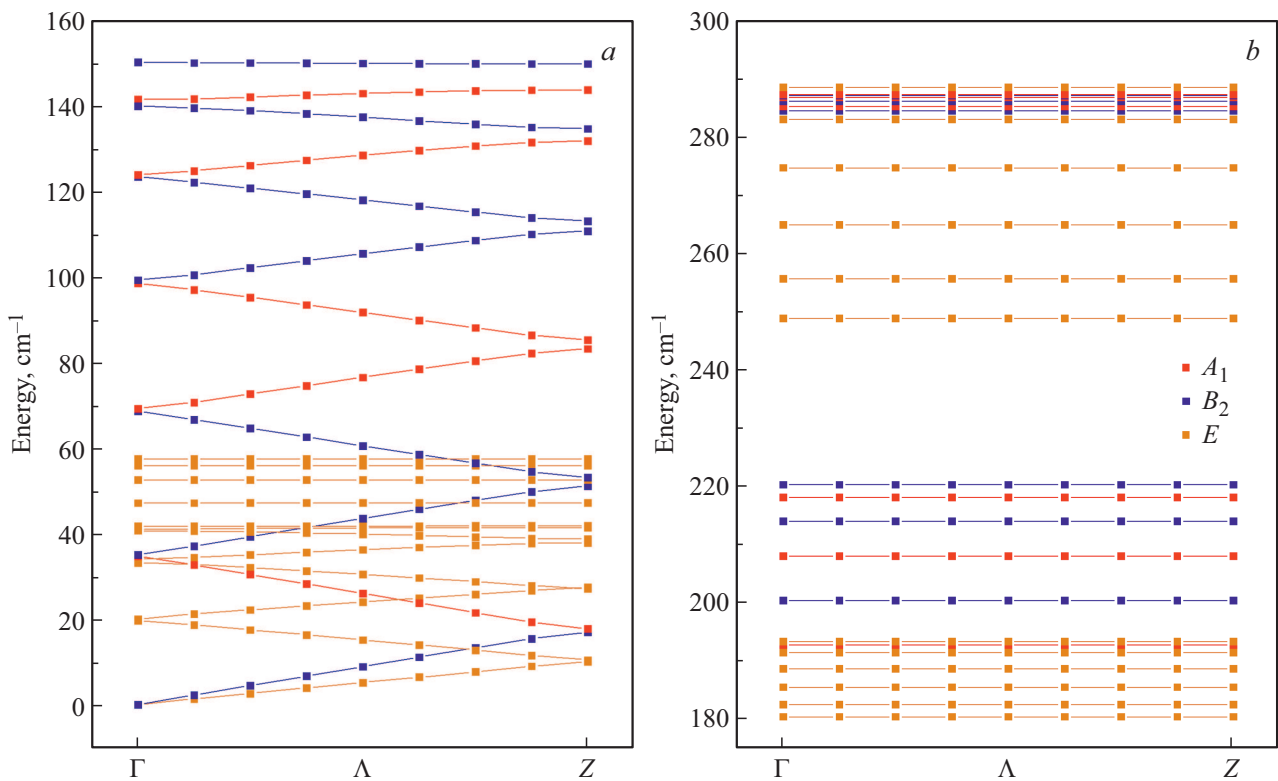 160
140
120
100
80
60
40
20
0
Energy, cm–1
Γ
Λ
Z
a
300
280
260
240
220
200
180
Energy, cm–1
Γ
Λ
Z
b
A1
B2
E